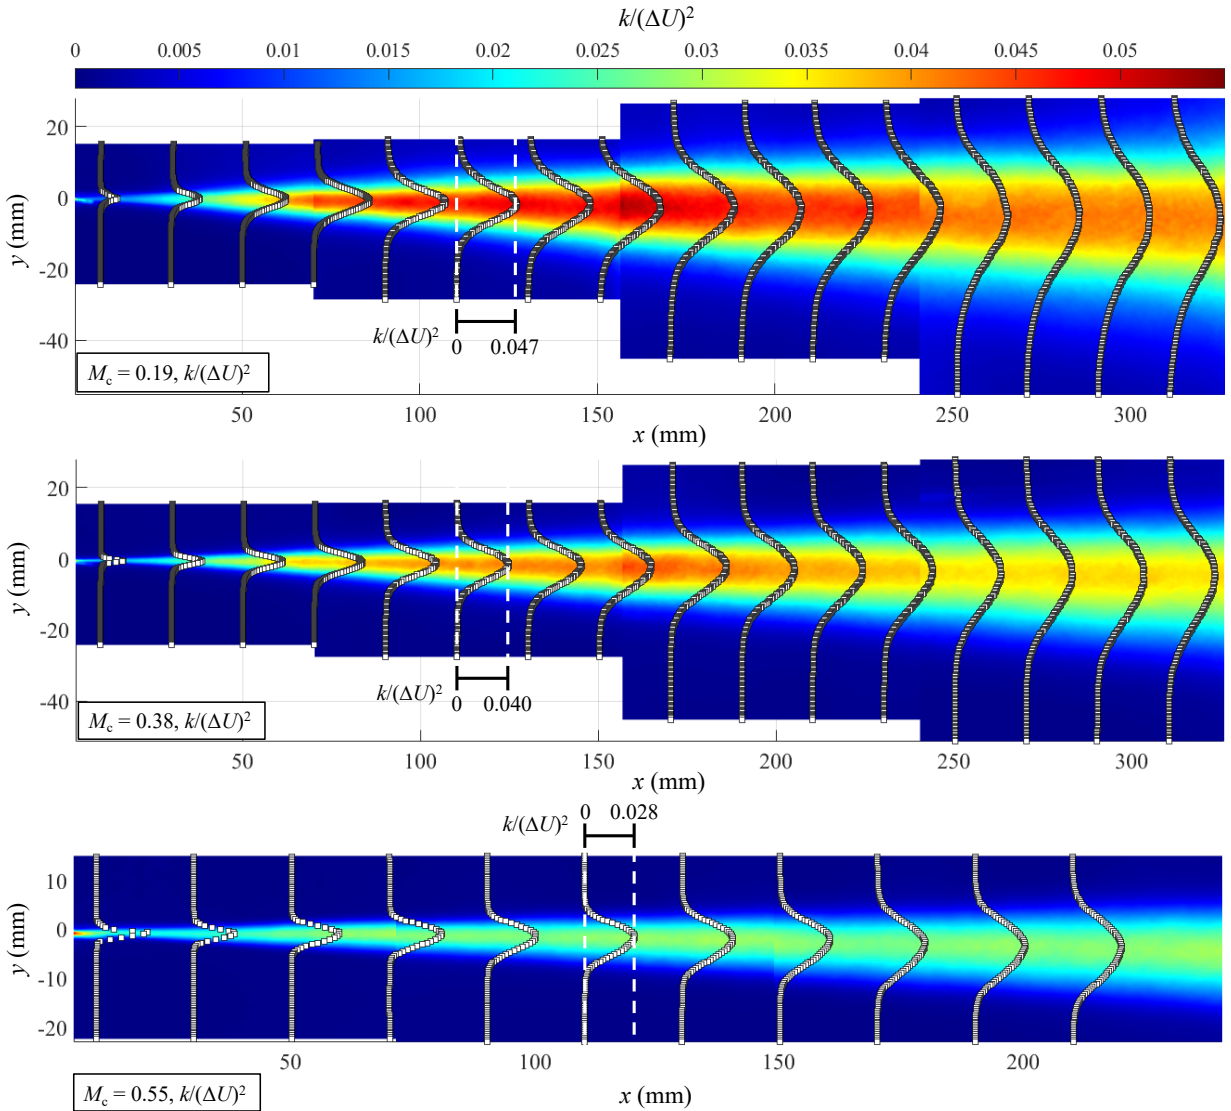 k/(ΔU)²
0 0.005 0.01 0.015 0.02 0.025 0.03 0.035 0.04 0.045 0.05
20
0
-20
-40
y (mm)
k/(ΔU)²
0 0.047
M_c = 0.19, k/(ΔU)²
50 100 150 200 250 300
x (mm)
20
0
-20
-40
y (mm)
k/(ΔU)²
0 0.040
M_c = 0.38, k/(ΔU)²
50 100 150 200 250 300
x (mm)
0 0.028
k/(ΔU)²
10
0
-10
-20
y (mm)
50 100 150 200
M_c = 0.55, k/(ΔU)²
x (mm)